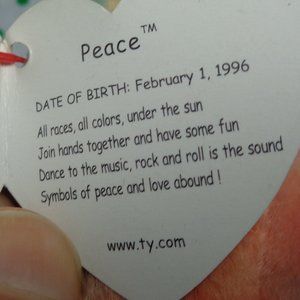 Peace™
DATE OF BIRTH: February 1, 1996
All races, all colors, under the sun
Join hands together and have some fun
Dance to the music, rock and roll is the sound
Symbols of peace and love abound !
www.ty.com